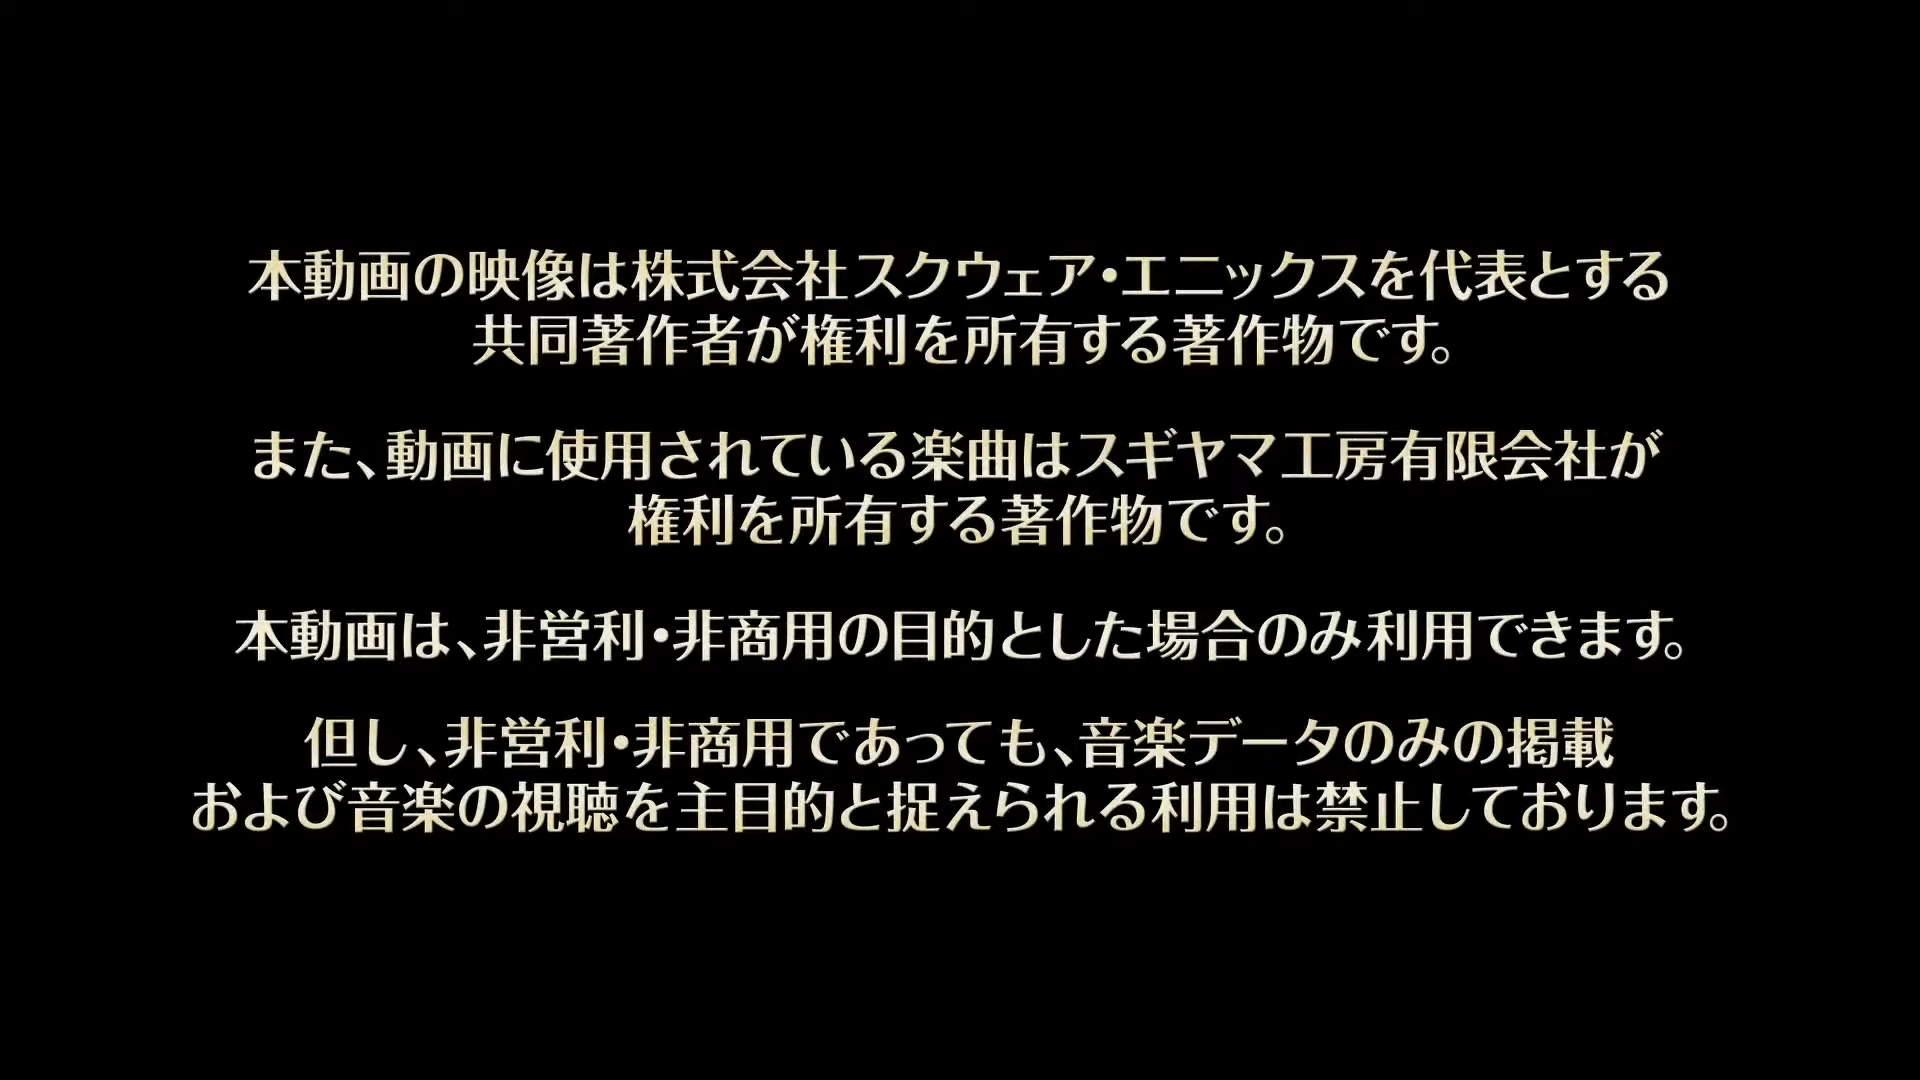 本動画の映像は株式会社スクウェア・エニックスを代表とする
共同著作者が権利を所有する著作物です。
また、動画に使用されている楽曲はスギヤマ工房有限会社が
権利を所有する著作物です。
本動画は、非営利・非商用の目的とした場合のみ利用できます。
但し、非営利・非商用であっても、音楽データのみの掲載
および音楽の視聴を主目的と捉えられる利用は禁止しております。